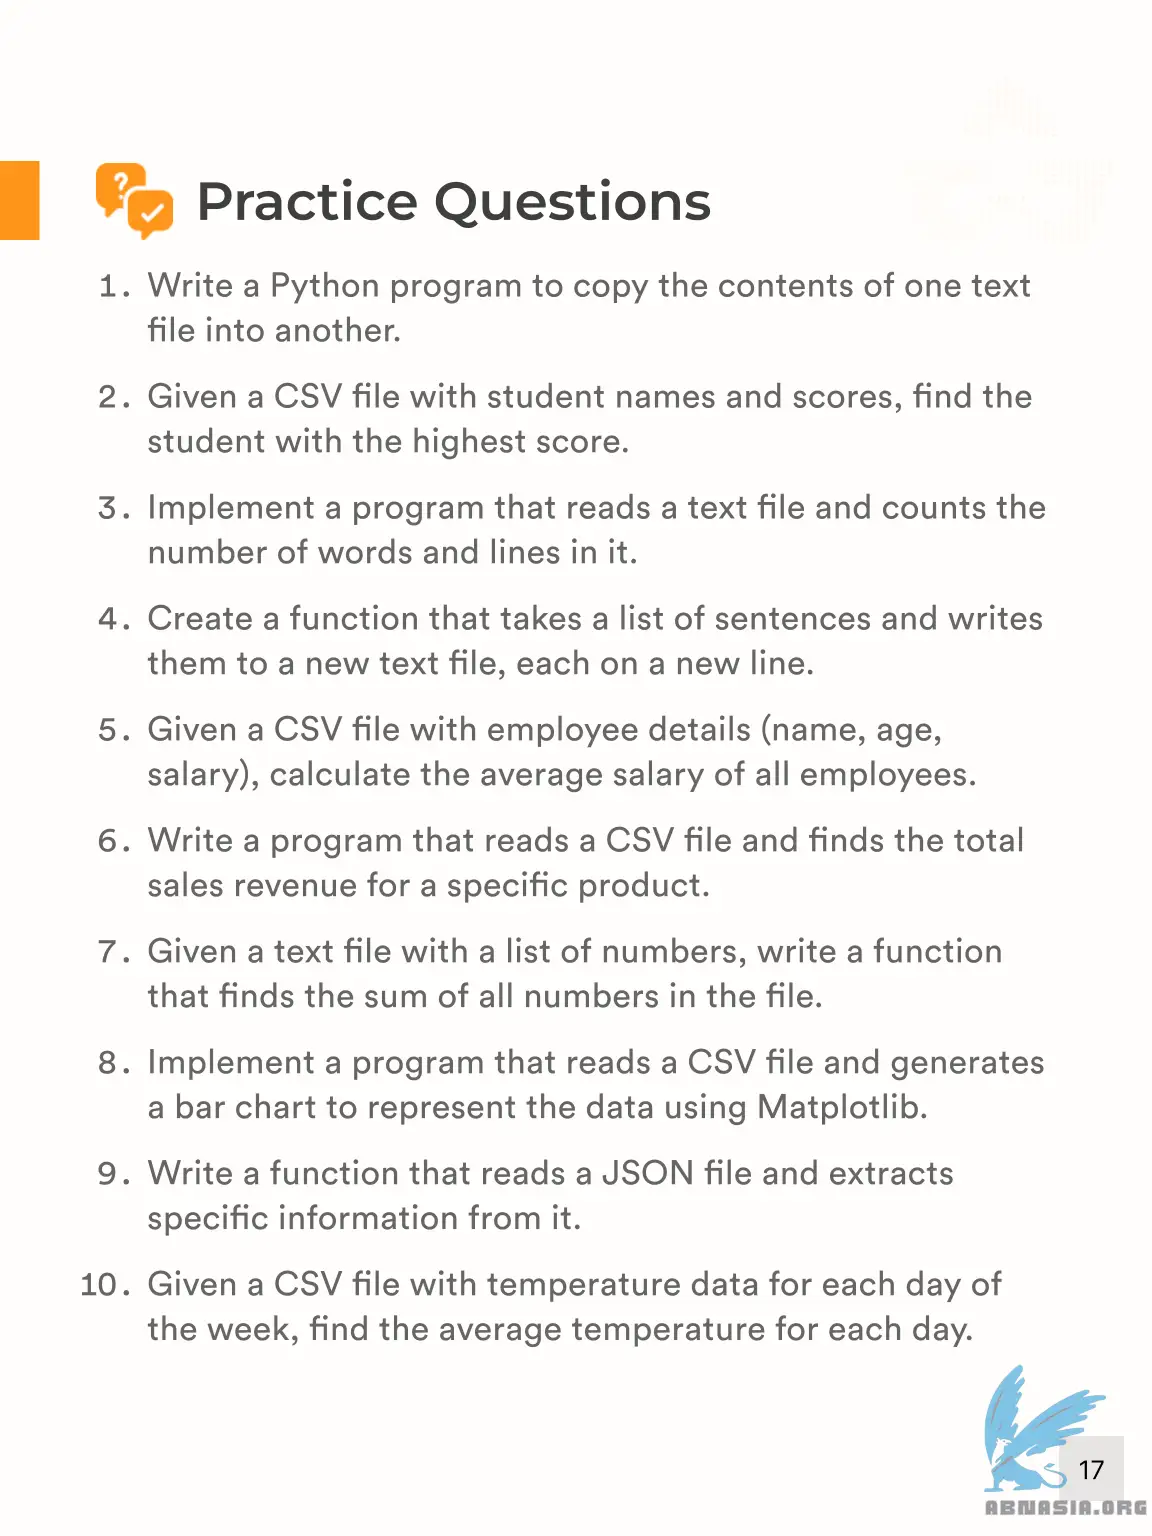 Practice Questions
1. Write a Python program to copy the contents of one text
file into another.
2. Given a CSV file with student names and scores, find the
student with the highest score.
3. Implement a program that reads a text file and counts the
number of words and lines in it.
4. Create a function that takes a list of sentences and writes
them to a new text file, each on a new line.
5. Given a CSV file with employee details (name, age,
salary), calculate the average salary of all employees.
6. Write a program that reads a CSV file and finds the total
sales revenue for a specific product.
7. Given a text file with a list of numbers, write a function
that finds the sum of all numbers in the file.
8. Implement a program that reads a CSV file and generates
a bar chart to represent the data using Matplotlib.
9. Write a function that reads a JSON file and extracts
specific information from it.
10. Given a CSV file with temperature data for each day of
the week, find the average temperature for each day.
17
ABNASIA.ORG